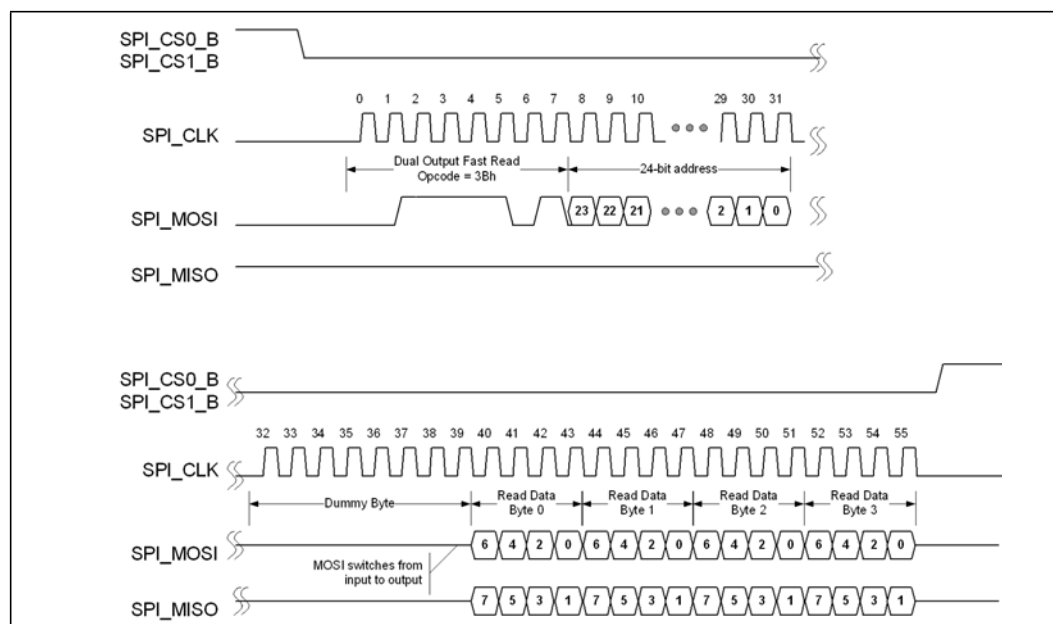 SPI_CS0_B
SPI_CS1_B
0 1 2 3 4 5 6 7 8 9 10 29 30 31
SPI_CLK
Dual Output Fast Read
Opcode = 3Bh
24-bit address
SPI_MOSI
23 22 21 2 1 0
SPI_MISO
SPI_CS0_B
SPI_CS1_B
32 33 34 35 36 37 38 39 40 41 42 43 44 45 46 47 48 49 50 51 52 53 54 55
SPI_CLK
Dummy Byte
Read Data
Byte 0
Read Data
Byte 1
Read Data
Byte 2
Read Data
Byte 3
SPI_MOSI
6 4 2 0 6 4 2 0 6 4 2 0 6 4 2 0
MOSI switches from
input to output
SPI_MISO
7 5 3 1 7 5 3 1 7 5 3 1 7 5 3 1